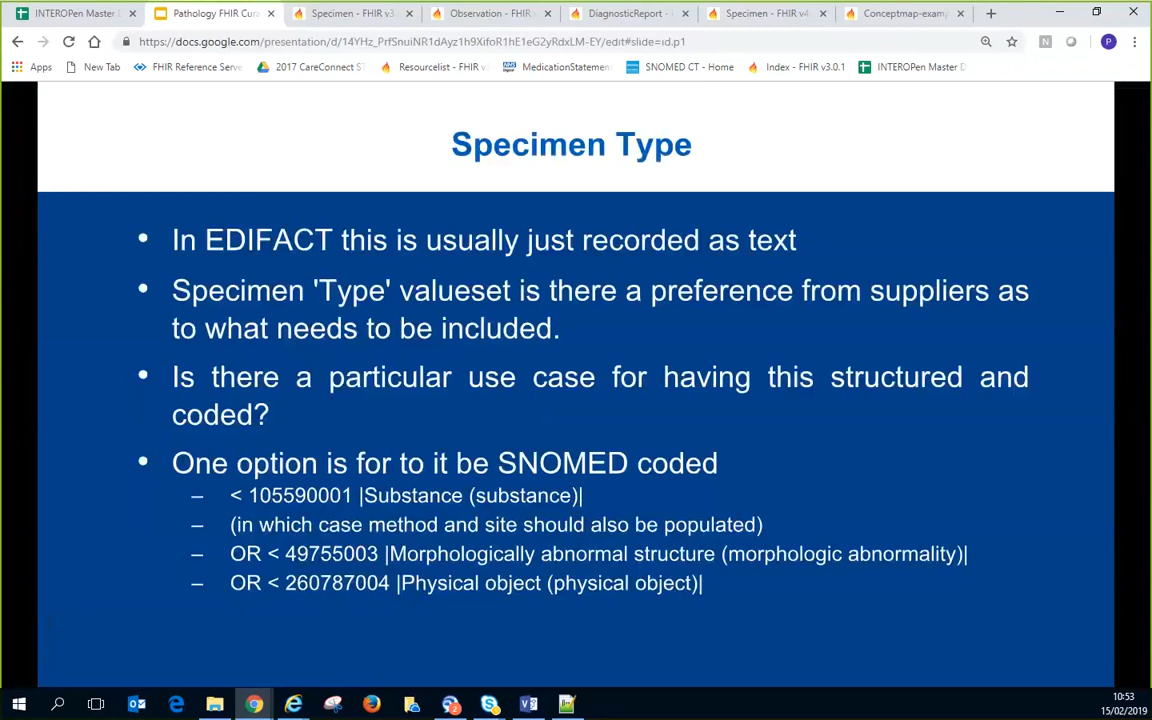 INTEROPen Master D
Pathology FHIR Cura
Specimen - FHIR v3.
Observation - FHIR v
DiagnosticReport -
Specimen - FHIR v4
Conceptmap-exam
https://docs.google.com/presentation/d/14YHz_PrfSnuiNR1dAyz1h9XifoR1hE1eG2yRdxLM-EY/edit#slide=id.p1
N
P
Apps
New Tab
FHIR Reference Serve
2017 CareConnect ST
Resourcelist - FHIR v
MedicationStatement
SNOMED CT - Home
Index - FHIR v3.0.1
INTEROPen Master D
Specimen Type
• In EDIFACT this is usually just recorded as text
• Specimen 'Type' valueset is there a preference from suppliers as
to what needs to be included.
• Is there a particular use case for having this structured and
coded?
• One option is for to it be SNOMED coded
– < 105590001 |Substance (substance)|
– (in which case method and site should also be populated)
– OR < 49755003 |Morphologically abnormal structure (morphologic abnormality)|
– OR < 260787004 |Physical object (physical object)|
10:53
15/02/2019